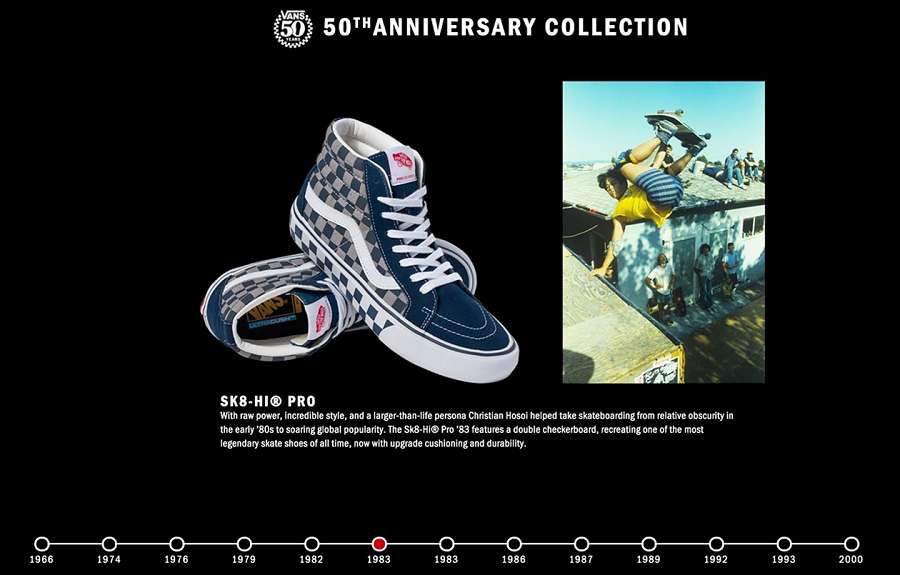 VANS
50
YEARS
50TH ANNIVERSARY COLLECTION
VANS
ULTRACUSH
SK8-HI® PRO
With raw power, incredible style, and a larger-than-life persona Christian Hosoi helped take skateboarding from relative obscurity in
the early '80s to soaring global popularity. The Sk8-Hi® Pro '83 features a double checkerboard, recreating one of the most
legendary skate shoes of all time, now with upgrade cushioning and durability.
1966 1974 1976 1979 1982 1983 1983 1986 1987 1989 1992 1993 2000